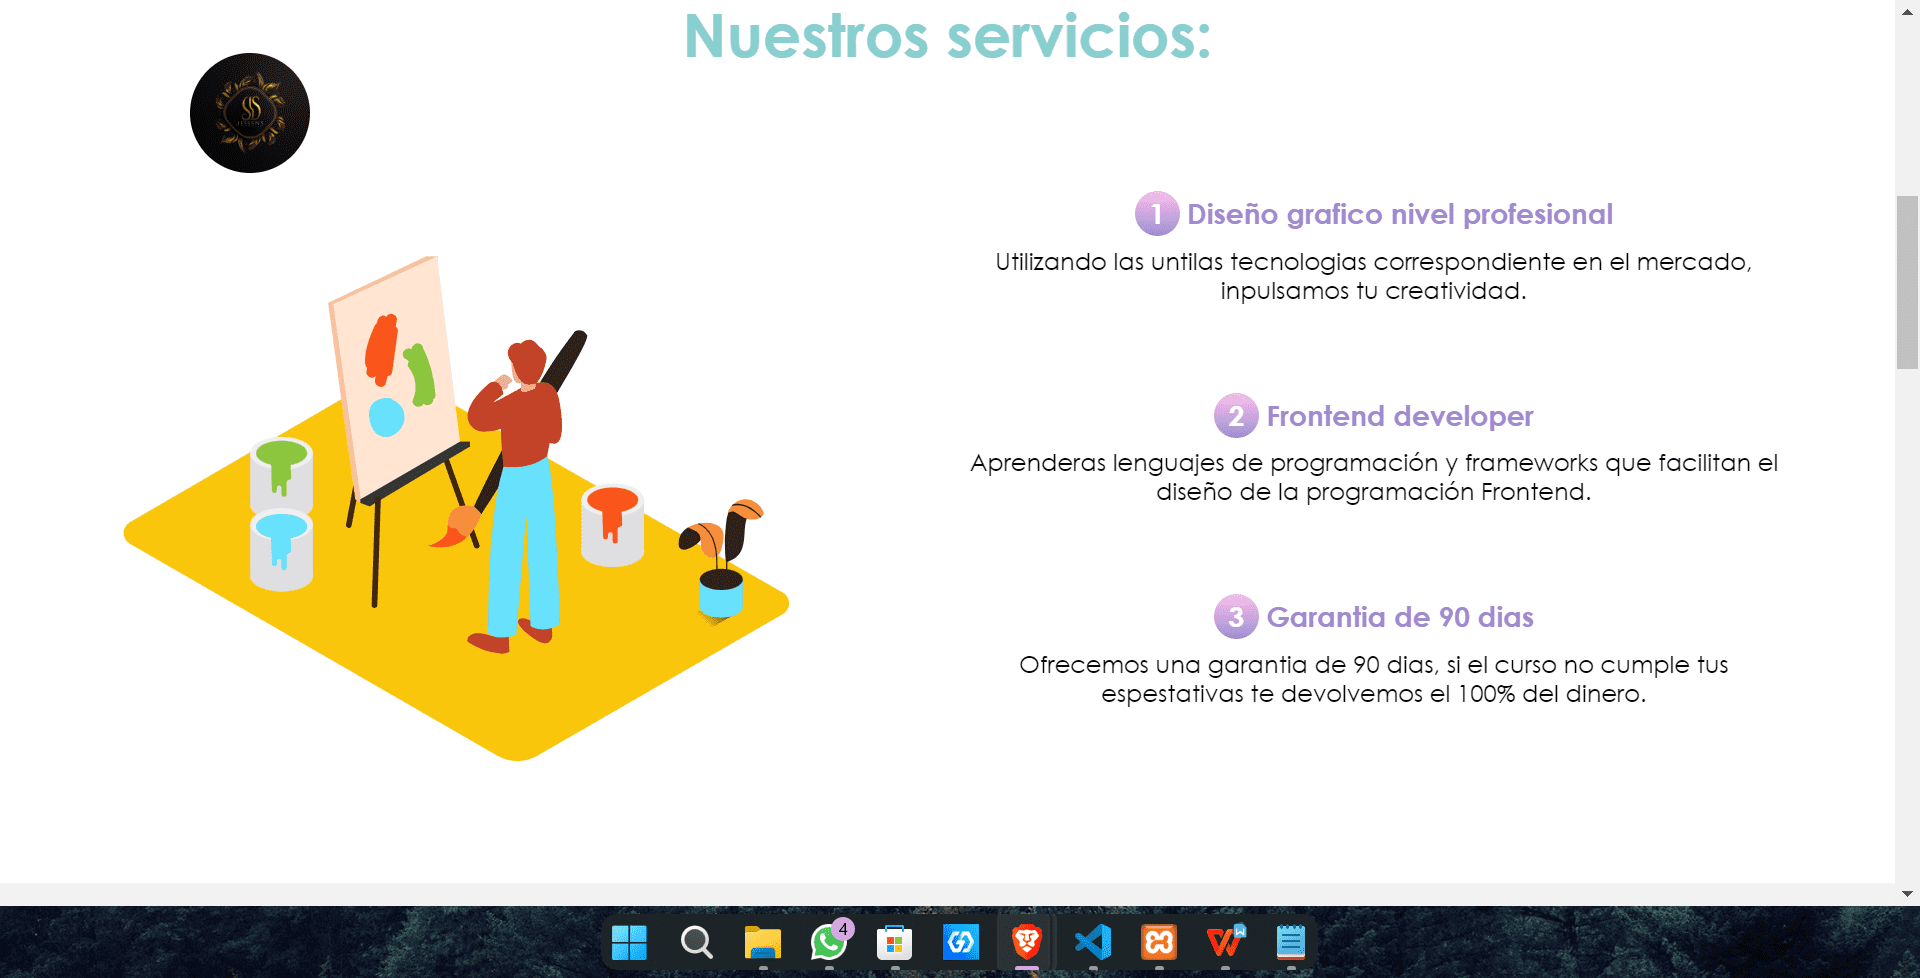 Nuestros servicios:
1 Diseño grafico nivel profesional
Utilizando las untilas tecnologias correspondiente en el mercado,
inpulsamos tu creatividad.
2 Frontend developer
Aprenderas lenguajes de programación y frameworks que facilitan el
diseño de la programación Frontend.
3 Garantia de 90 dias
Ofrecemos una garantia de 90 dias, si el curso no cumple tus
espestativas te devolvemos el 100% del dinero.
4